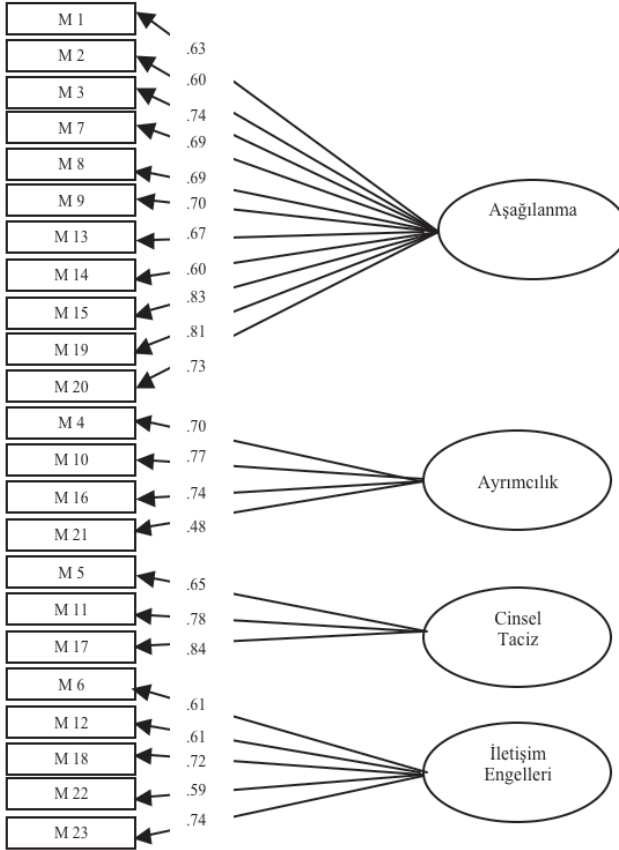 M 1
M 2
M 3
M 7
M 8
M 9
M 13
M 14
M 15
M 19
M 20
M 4
M 10
M 16
M 21
M 5
M 11
M 17
M 6
M 12
M 18
M 22
M 23
.63
.60
.74
.69
.69
.70
.67
.60
.83
.81
.73
.70
.77
.74
.48
.65
.78
.84
.61
.61
.72
.59
.74
Aşağılanma
Ayrımcılık
Cinsel
Taciz
İletişim
Engelleri